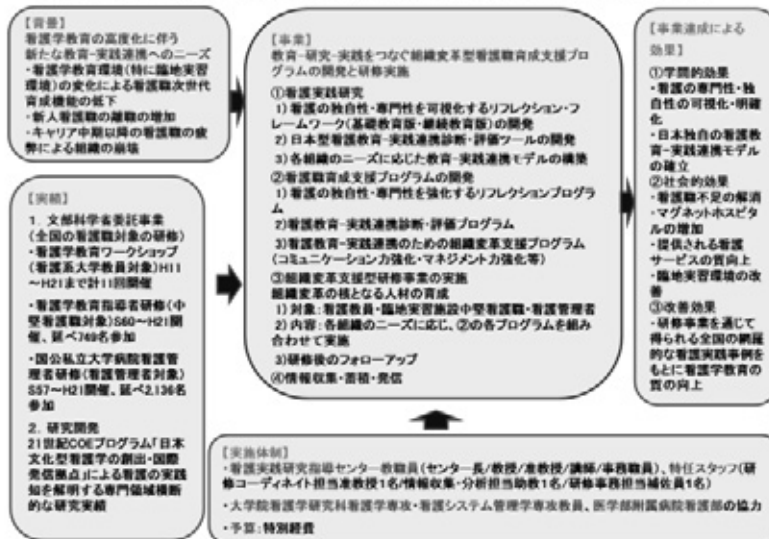 【背景】
看護学教育の高度化に伴う
新たな教育-実践連携へのニーズ
・看護学教育環境(特に臨地実習
環境)の変化による看護職次世代
育成機能の低下
・新人看護職の離職の増加
・キャリア中期以降の看護職の疲
弊による組織の崩壊
【実績】
1. 文部科学省委託事業
(全国の看護職対象の研修)
・看護学教育ワークショップ
(看護系大学教員対象)H11
～H21まで計11回開催
・看護学教育指導者研修(中
堅看護職対象)S60～H21開
催、延べ749名参加
・国公私立大学病院看護管
理者研修(看護管理者対象)
S57～H21開催、延べ2,136名
参加
2. 研究開発
21世紀COEプログラム「日本
文化型看護学の創出・国際
発信拠点」による看護の実践
知を解明する専門領域横断
的な研究実績
【事業】
教育-研究-実践をつなぐ組織変革型看護職育成支援プロ
グラムの開発と研修実施
①看護実践研究
1)看護の独自性・専門性を可視化するリフレクション・フ
レームワーク(基礎教育版・継続教育版)の開発
2)日本型看護教育-実践連携診断・評価ツールの開発
3)各組織のニーズに応じた教育-実践連携モデルの構築
②看護職育成支援プログラムの開発
1)看護の独自性・専門性を強化するリフレクションプログラ
ム
2)看護教育-実践連携診断・評価プログラム
3)看護教育-実践連携のための組織変革支援プログラム
(コミュニケーション力強化・マネジメント力強化等)
③組織変革支援型研修事業の実施
組織変革の核となる人材の育成
1)対象:看護教員・臨地実習施設中堅看護職・看護管理者
2)内容:各組織のニーズに応じ、②の各プログラムを組み
合わせて実施
3)研修後のフォローアップ
④情報収集・蓄積・発信
【事業達成による
効果】
①学問的効果
・看護の専門性・独
自性の可視化・明確
化
・日本独自の看護教
育-実践連携モデル
の確立
②社会的効果
・看護職不足の解消
・マグネットホスピタ
ルの増加
・提供される看護
サービスの質向上
・臨地実習環境の改
善
③改善効果
・研修事業を通じて
得られる全国の網羅
的な看護実践事例を
もとに看護学教育の
質の向上
【実施体制】
・看護実践研究指導センター教職員(センター長/教授/准教授/講師/事務職員)、特任スタッフ(研
修コーディネイト担当准教授1名/情報収集・分析担当助教1名/研修事務担当補佐員1名)
・大学院看護学研究科看護学専攻・看護システム管理学専攻教員、医学部附属病院看護部の協力
・予算:特別経費